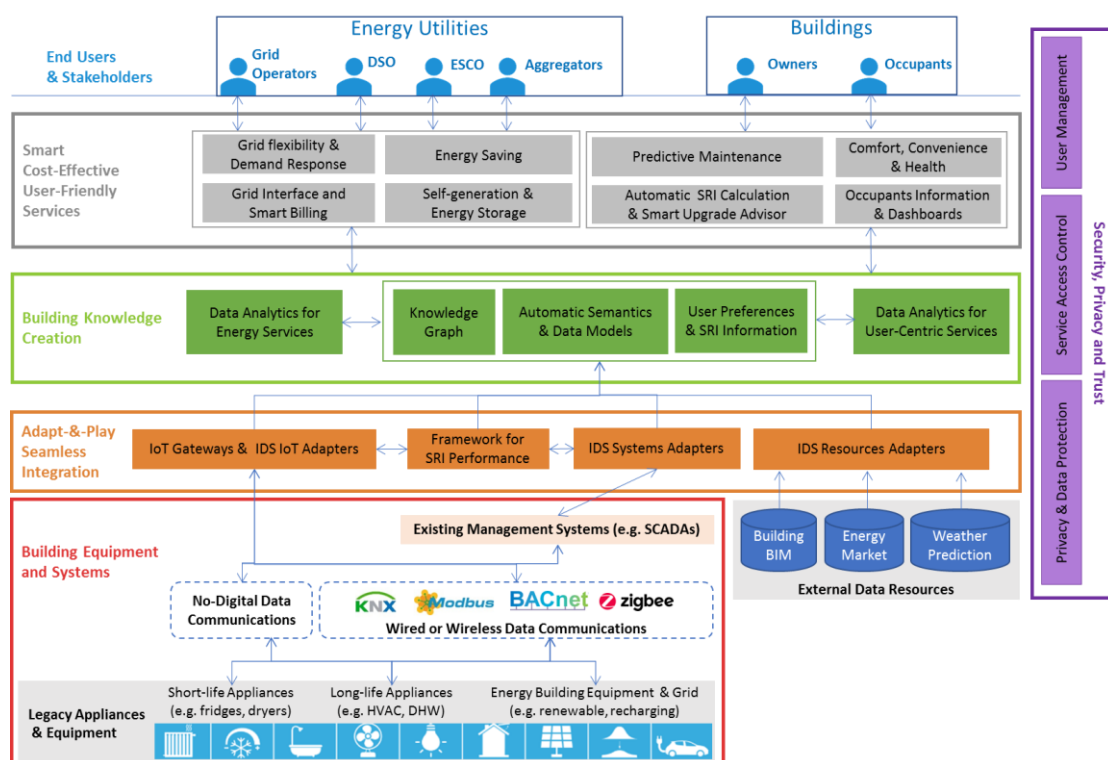 Energy Utilities
Buildings
End Users
& Stakeholders
Grid
Operators
DSO
ESCO
Aggregators
Owners
Occupants
Smart
Cost-Effective
User-Friendly
Services
Grid flexibility &
Demand Response
Energy Saving
Predictive Maintenance
Comfort, Convenience
& Health
Grid Interface and
Smart Billing
Self-generation &
Energy Storage
Automatic SRI Calculation
& Smart Upgrade Advisor
Occupants Information
& Dashboards
Building Knowledge
Creation
Data Analytics for
Energy Services
Knowledge
Graph
Automatic Semantics
& Data Models
User Preferences
& SRI Information
Data Analytics for
User-Centric Services
Adapt-&-Play
Seamless
Integration
IoT Gateways & IDS IoT Adapters
Framework for
SRI Performance
IDS Systems Adapters
IDS Resources Adapters
Building Equipment
and Systems
Existing Management Systems (e.g. SCADAs)
Building
BIM
Energy
Market
Weather
Prediction
External Data Resources
No-Digital Data
Communications
KNX
Modbus
BACnet
zigbee
Wired or Wireless Data Communications
Legacy Appliances
& Equipment
Short-life Appliances
(e.g. fridges, dryers)
Long-life Appliances
(e.g. HVAC, DHW)
Energy Building Equipment & Grid
(e.g. renewable, recharging)
User Management
Service Access Control
Privacy & Data Protection
Security, Privacy and Trust